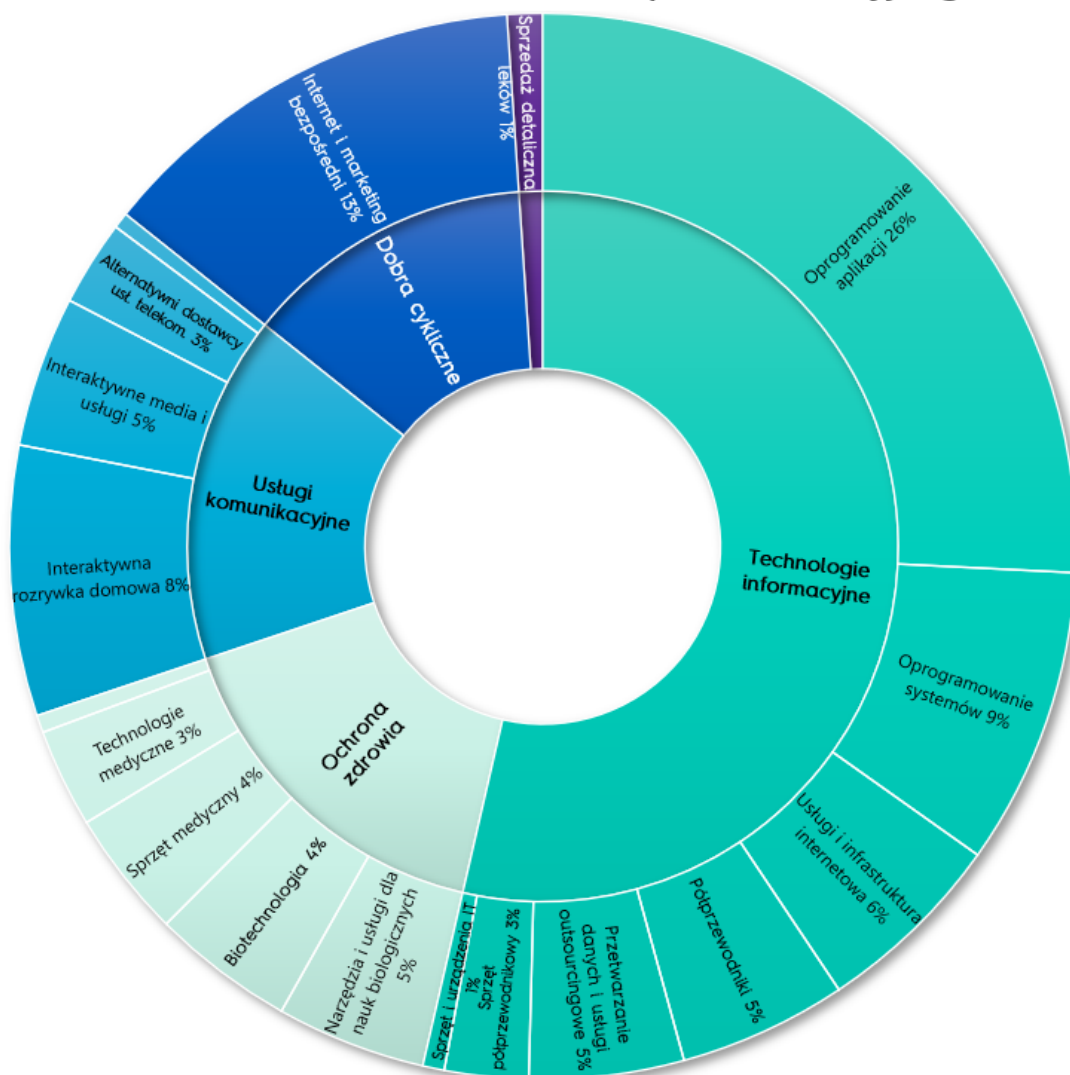 Sprzedaż detaliczna
leków 1%
Internet i marketing
bezpośredni 13%
Dobra cykliczne
Oprogramowanie
aplikacji 26%
Alternatywni dostawcy
usł. telekom. 3%
Interaktywne media i
usługi 5%
Usługi
komunikacyjne
Interaktywna
rozrywka domowa 8%
Technologie
informacyjne
Oprogramowanie
systemów 9%
Usługi i infrastruktura
internetowa 6%
Półprzewodniki 5%
Przetwarzanie
danych i usługi
outsourcingowe 5%
Sprzęt
półprzewodnikowy 3%
Sprzęt i urządzenia IT
1%
Ochrona
zdrowia
Technologie
medyczne 3%
Sprzęt medyczny 4%
Biotechnologia 4%
Narzędzia i usługi dla
nauk biologicznych
5%